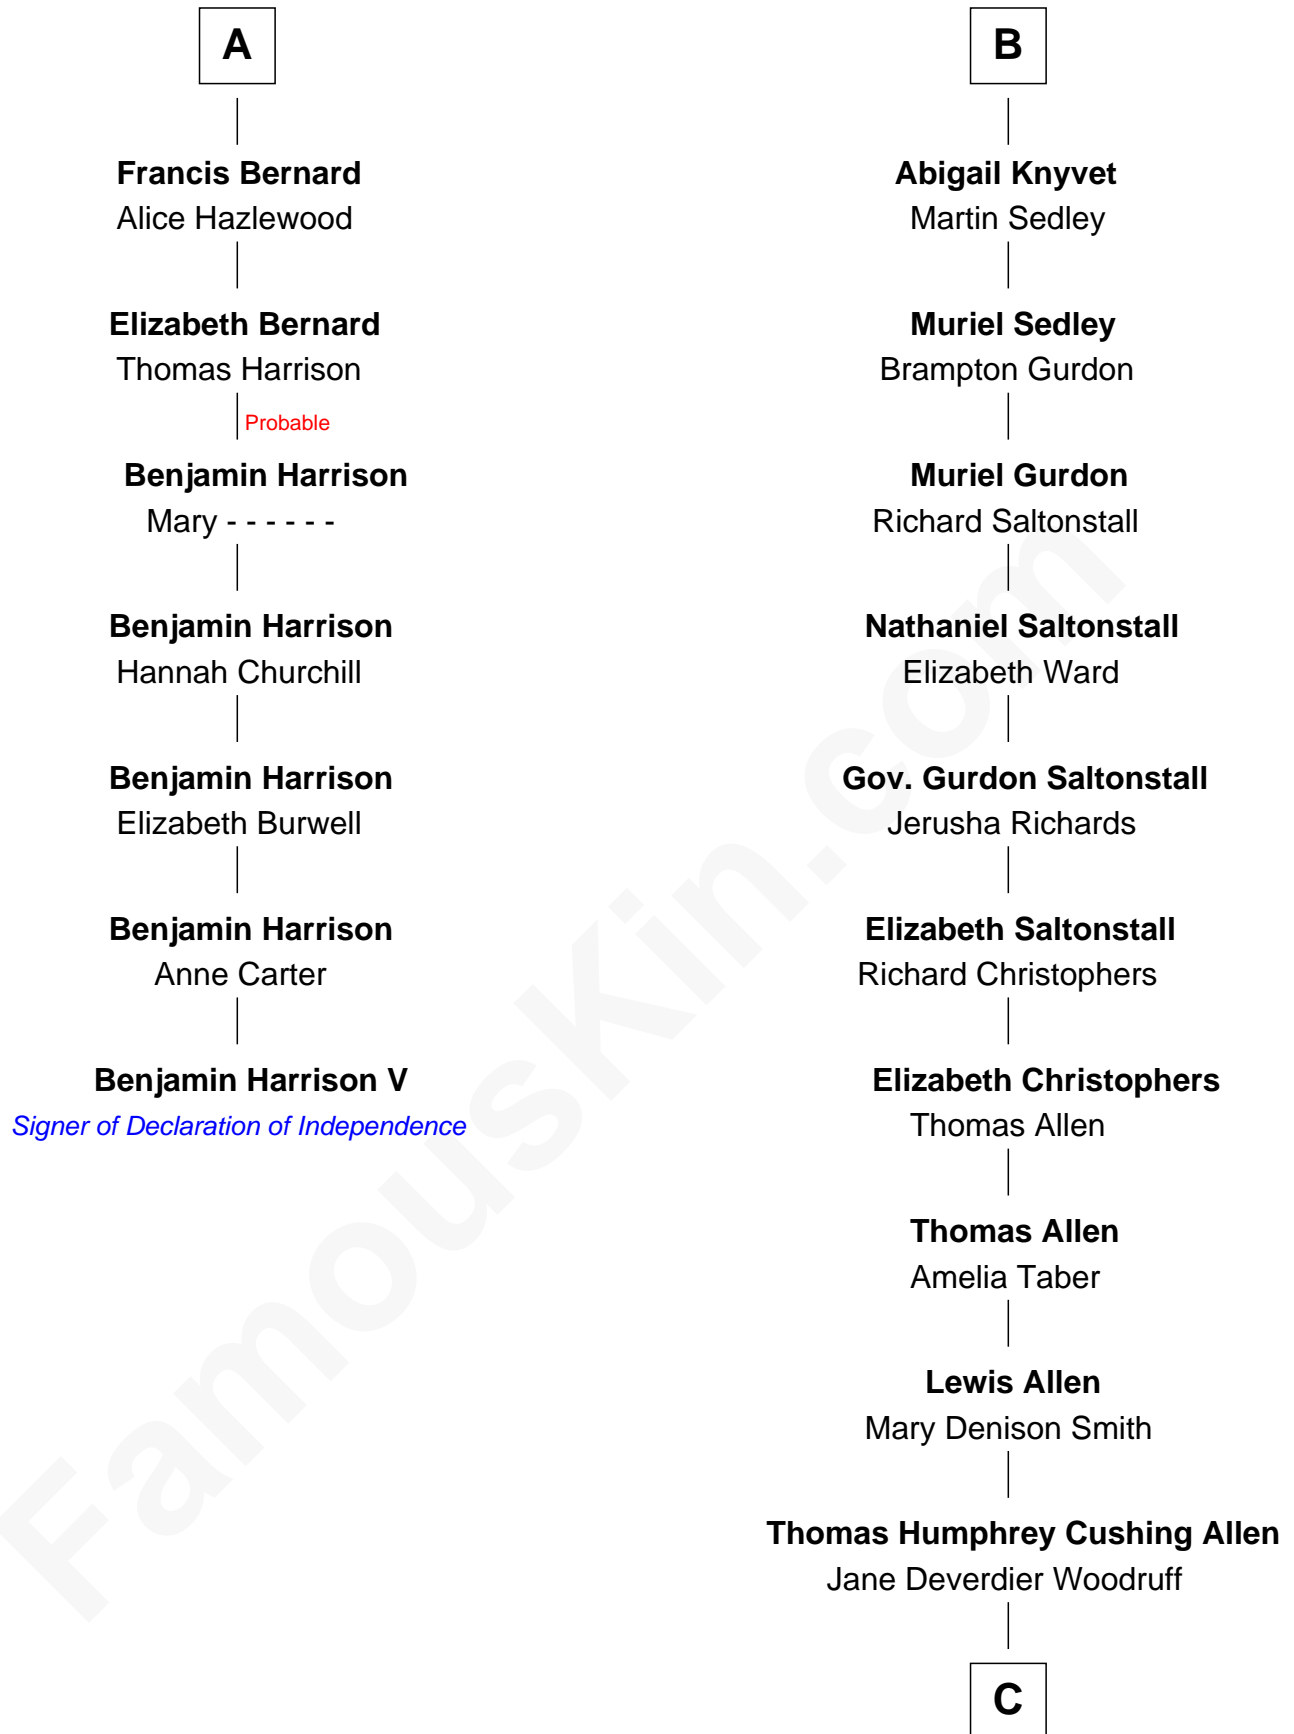 A
Francis Bernard
Alice Hazlewood
Elizabeth Bernard
Thomas Harrison
Probable
Benjamin Harrison
Mary - - - - - -
Benjamin Harrison
Hannah Churchill
Benjamin Harrison
Elizabeth Burwell
Benjamin Harrison
Anne Carter
Benjamin Harrison V
Signer of Declaration of Independence
B
Abigail Knyvet
Martin Sedley
Muriel Sedley
Brampton Gurdon
Muriel Gurdon
Richard Saltonstall
Nathaniel Saltonstall
Elizabeth Ward
Gov. Gurdon Saltonstall
Jerusha Richards
Elizabeth Saltonstall
Richard Christophers
Elizabeth Christophers
Thomas Allen
Thomas Allen
Amelia Taber
Lewis Allen
Mary Denison Smith
Thomas Humphrey Cushing Allen
Jane Deverdier Woodruff
C
FamousKin.com